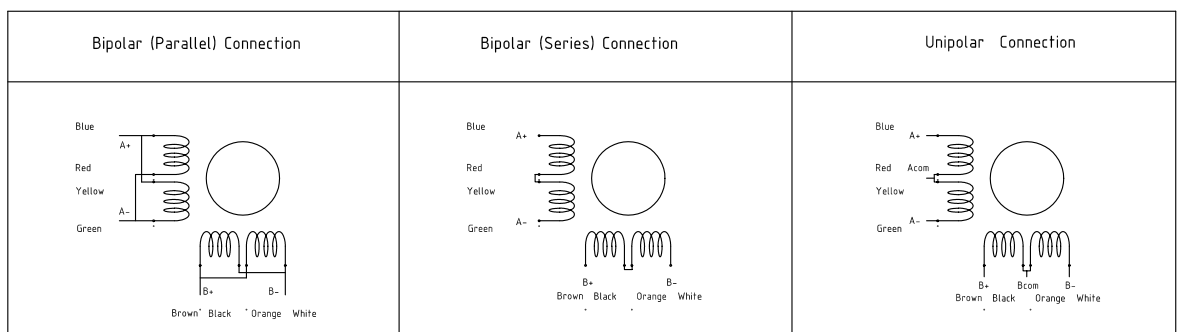 Bipolar (Parallel) Connection
Bipolar (Series) Connection
Unipolar Connection
Blue
A+
Red
Yellow
A-
Green
B+
B-
Brown Black Orange White
Blue
A+
Red
Yellow
A-
Green
B+
B-
Brown Black Orange White
Blue
A+
Red Acom
Yellow
A-
Green
B+ Bcom B-
Brown Black Orange White